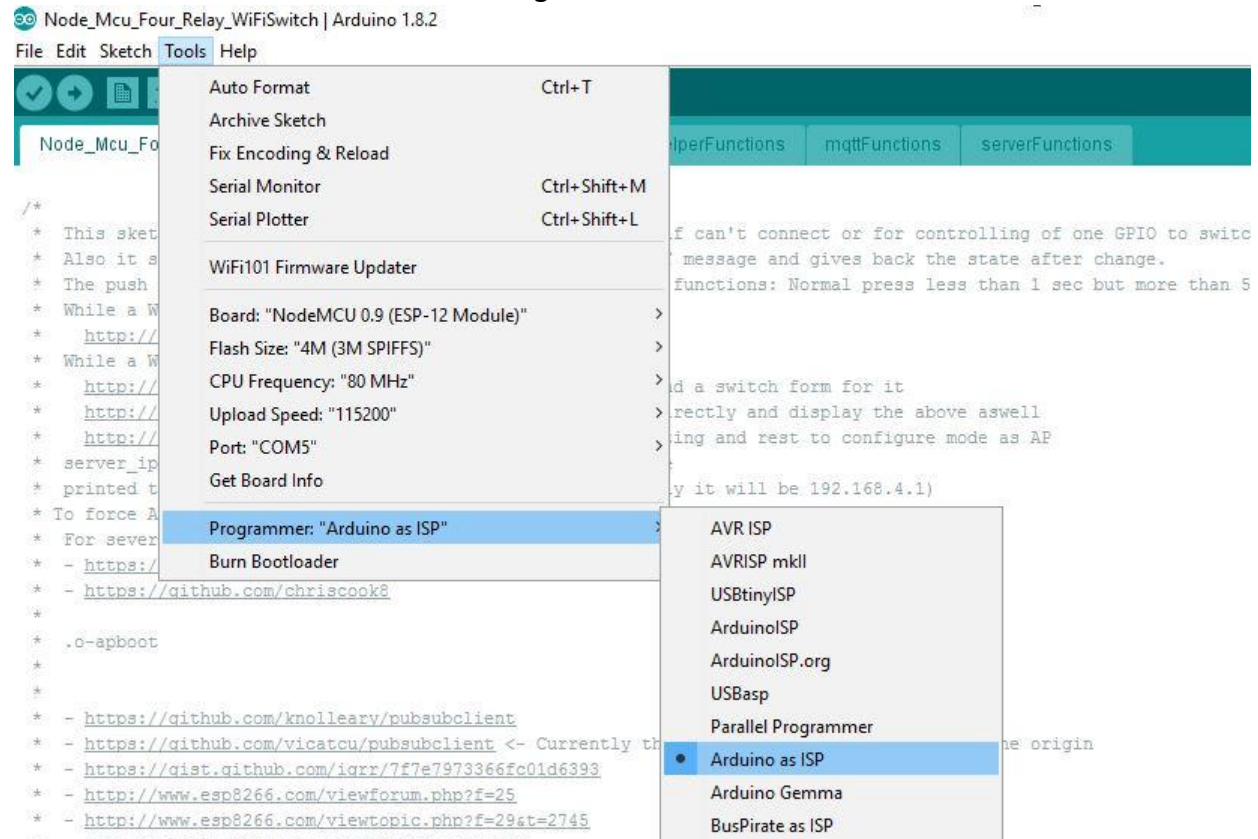 Node_Mcu_Four_Relay_WiFiSwitch | Arduino 1.8.2
File Edit Sketch Tools Help
Auto Format Ctrl+T
Archive Sketch
Fix Encoding & Reload
Serial Monitor Ctrl+Shift+M
Serial Plotter Ctrl+Shift+L
WiFi101 Firmware Updater
Board: "NodeMCU 0.9 (ESP-12 Module)"
Flash Size: "4M (3M SPIFFS)"
CPU Frequency: "80 MHz"
Upload Speed: "115200"
Port: "COM5"
Get Board Info
Programmer: "Arduino as ISP"
Burn Bootloader
AVR ISP
AVRISP mkII
USBtinyISP
ArduinoISP
ArduinoISP.org
USBasp
Parallel Programmer
Arduino as ISP
Arduino Gemma
BusPirate as ISP
Node_Mcu_Fo lperFunctions mqttFunctions serverFunctions
/*
* This sket f can't connect or for controlling of one GPIO to switc
* Also it s message and gives back the state after change.
* The push functions: Normal press less than 1 sec but more than 5
* While a W
* http://
* While a W
* http:// d a switch form for it
* http:// rectly and display the above aswell
* http:// ing and rest to configure mode as AP
* server_ip
* printed t y it will be 192.168.4.1)
* To force A
* For sever
* - https:/
* - https://github.com/chriscook8
*
* .o-apboot
*
*
* - https://github.com/knolleary/pubsubclient
* - https://github.com/vicatcu/pubsubclient <- Currently th he origin
* - https://gist.github.com/igrr/7f7e7973366fc01d6393
* - http://www.esp8266.com/viewforum.php?f=25
* - http://www.esp8266.com/viewtopic.php?f=29&t=2745